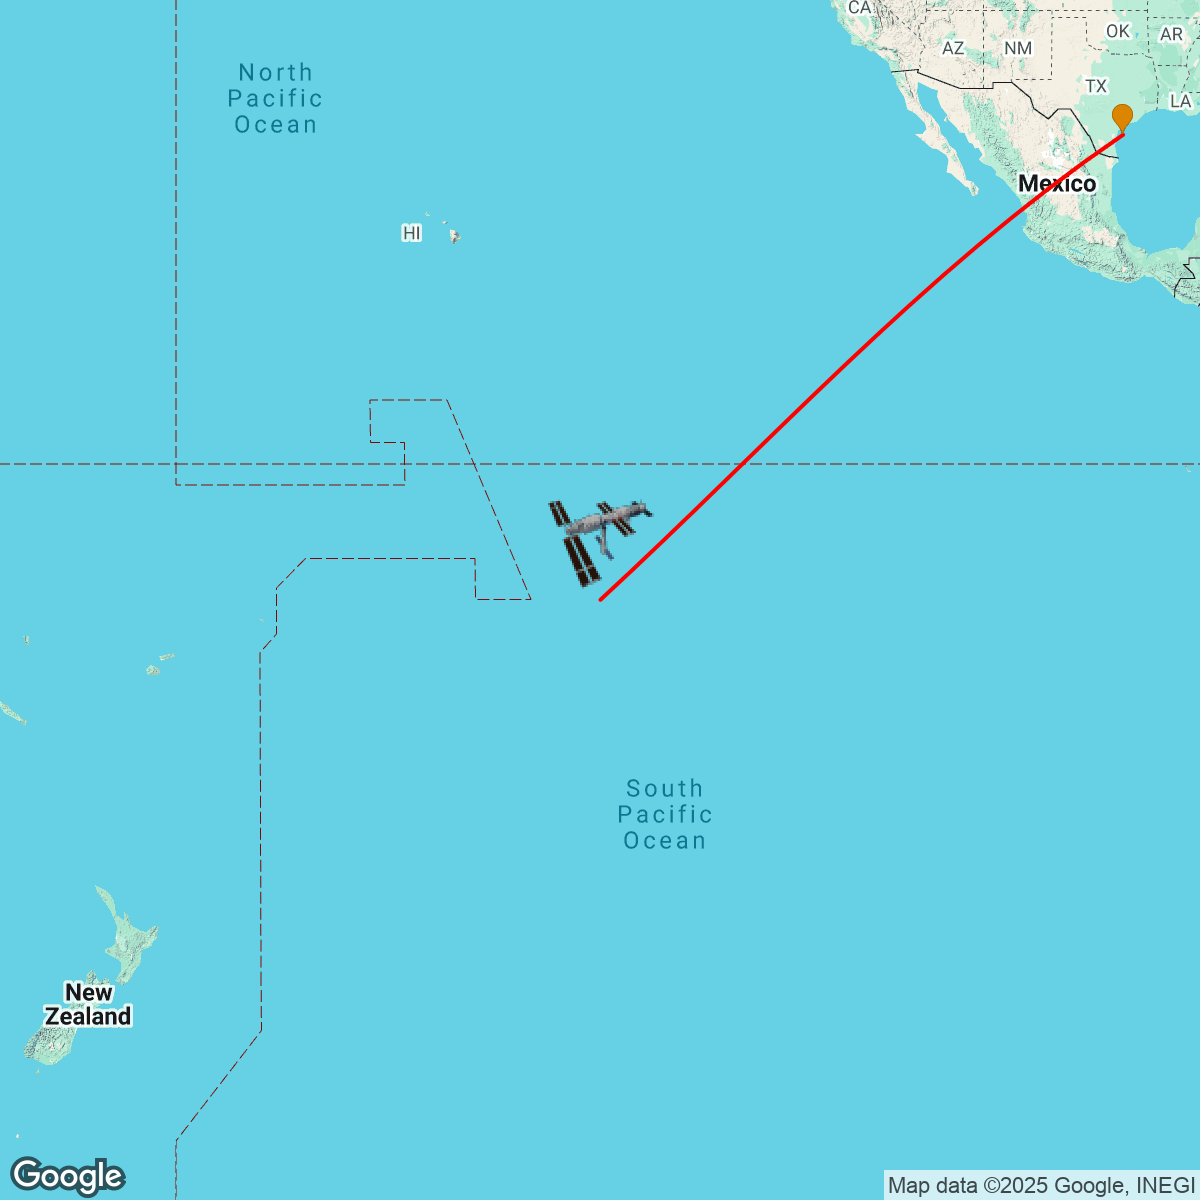 CA
OK
AR
AZ
NM
North
Pacific
Ocean
TX
LA
Mexico
HI
South
Pacific
Ocean
New
Zealand
Google
Map data ©2025 Google, INEGI